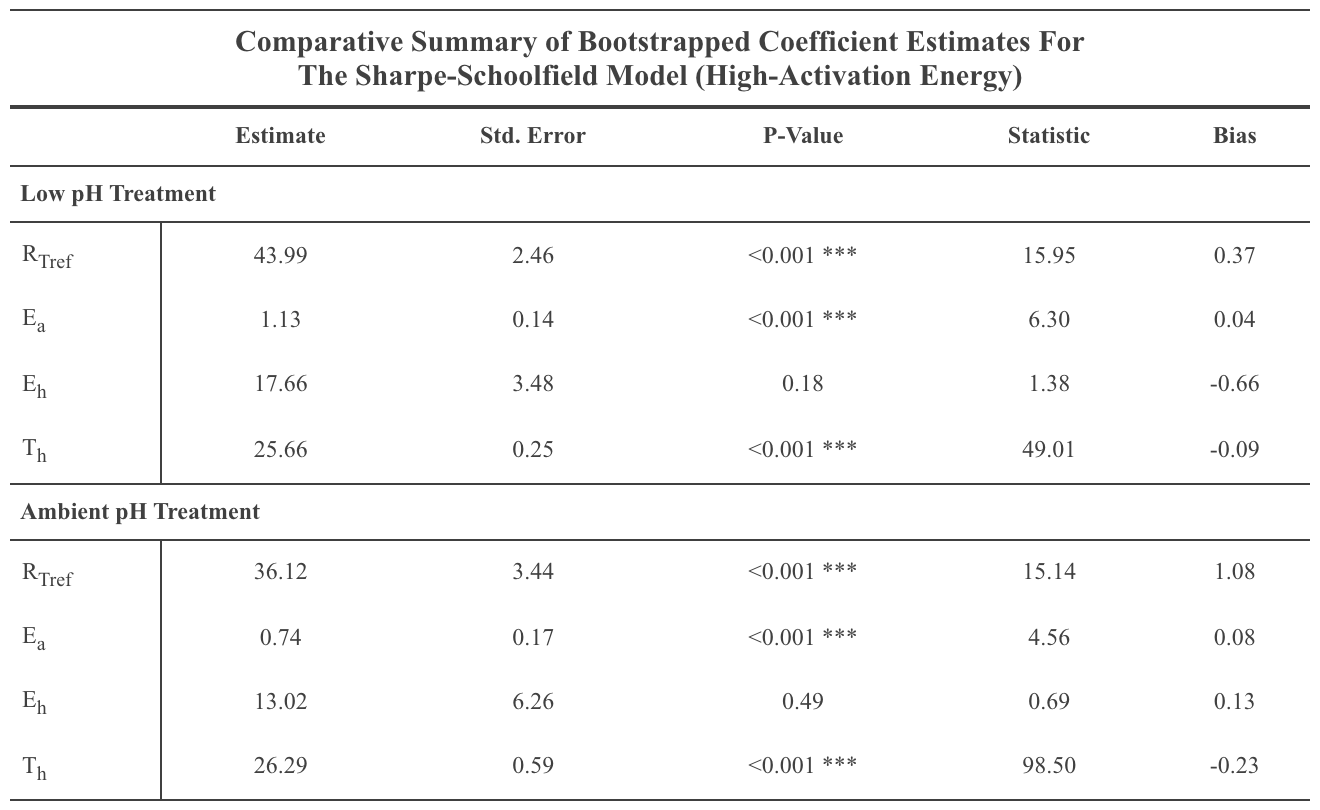 Comparative Summary of Bootstrapped Coefficient Estimates For
The Sharpe-Schoolfield Model (High-Activation Energy)
Estimate Std. Error P-Value Statistic Bias
Low pH Treatment
R_Tref 43.99 2.46 <0.001 *** 15.95 0.37
E_a 1.13 0.14 <0.001 *** 6.30 0.04
E_h 17.66 3.48 0.18 1.38 -0.66
T_h 25.66 0.25 <0.001 *** 49.01 -0.09
Ambient pH Treatment
R_Tref 36.12 3.44 <0.001 *** 15.14 1.08
E_a 0.74 0.17 <0.001 *** 4.56 0.08
E_h 13.02 6.26 0.49 0.69 0.13
T_h 26.29 0.59 <0.001 *** 98.50 -0.23